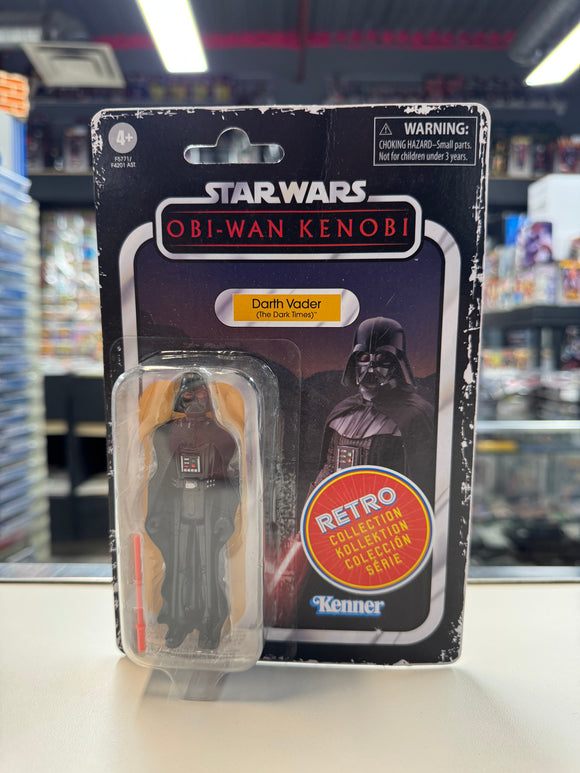 4+
F5771/
F4201 AST
WARNING:
CHOKING HAZARD–Small parts.
Not for children under 3 years.
STAR WARS
OBI-WAN KENOBI
Darth Vader
(The Dark Times)™
RETRO
COLLECTION
KOLLEKTION
COLECCIÓN
SÉRIE
Kenner